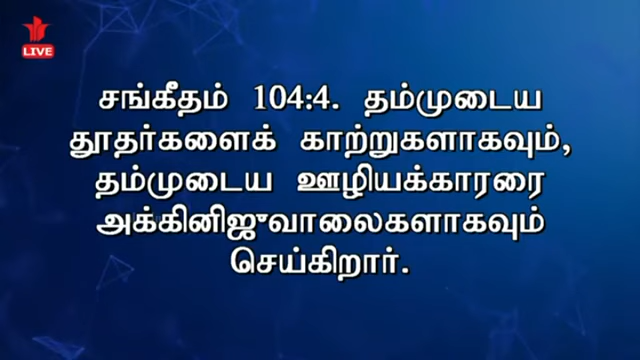 LIVE
சங்கீதம் 104:4. தம்முடைய
தூதர்களைக் காற்றுகளாகவும்,
தம்முடைய ஊழியக்காரரை
அக்கினிஜுவாலைகளாகவும்
செய்கிறார்.